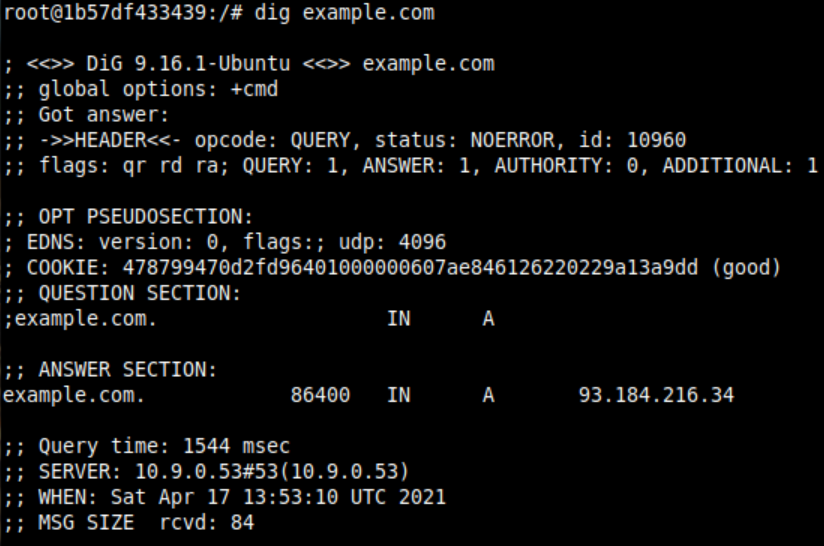 root@1b57df433439:/# dig example.com
; <<>> DiG 9.16.1-Ubuntu <<>> example.com
;; global options: +cmd
;; Got answer:
;; ->>HEADER<<- opcode: QUERY, status: NOERROR, id: 10960
;; flags: qr rd ra; QUERY: 1, ANSWER: 1, AUTHORITY: 0, ADDITIONAL: 1
;; OPT PSEUDOSECTION:
; EDNS: version: 0, flags:; udp: 4096
; COOKIE: 478799470d2fd96401000000607ae846126220229a13a9dd (good)
;; QUESTION SECTION:
;example.com. IN A
;; ANSWER SECTION:
example.com. 86400 IN A 93.184.216.34
;; Query time: 1544 msec
;; SERVER: 10.9.0.53#53(10.9.0.53)
;; WHEN: Sat Apr 17 13:53:10 UTC 2021
;; MSG SIZE  rcvd: 84